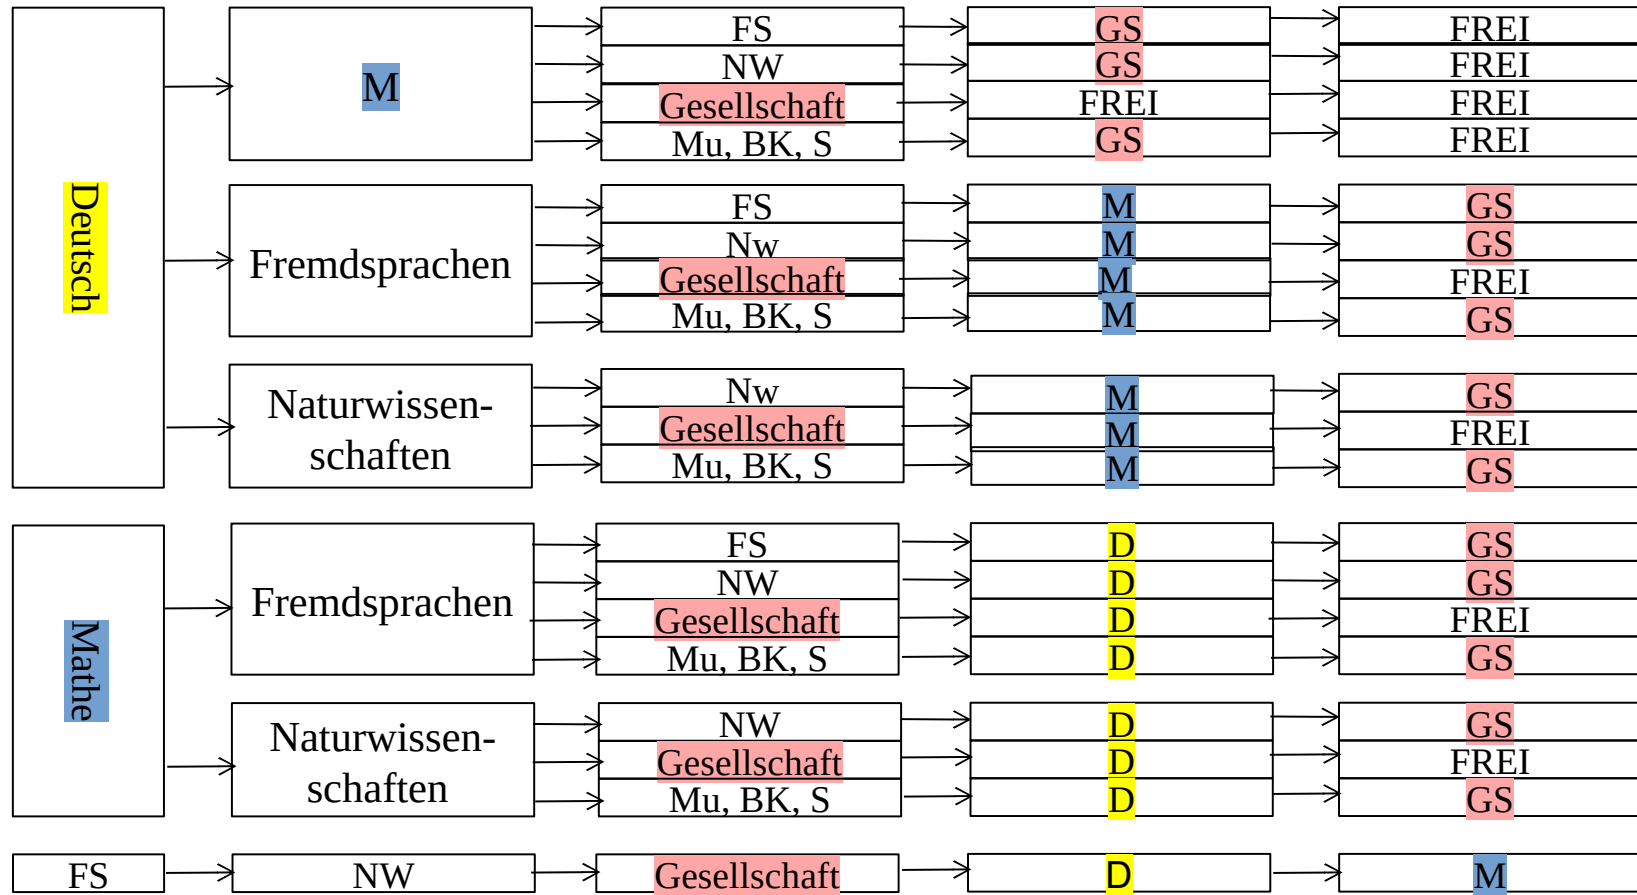 Deutsch
M
FS
GS
FREI
NW
GS
FREI
Gesellschaft
FREI
FREI
Mu, BK, S
GS
FREI
Fremdsprachen
FS
M
GS
Nw
M
GS
Gesellschaft
M
FREI
Mu, BK, S
M
GS
Naturwissen-
schaften
Nw
M
GS
Gesellschaft
M
FREI
Mu, BK, S
M
GS
Mathe
Fremdsprachen
FS
D
GS
NW
D
GS
Gesellschaft
D
FREI
Mu, BK, S
D
GS
Naturwissen-
schaften
NW
D
GS
Gesellschaft
D
FREI
Mu, BK, S
D
GS
FS
NW
Gesellschaft
D
M